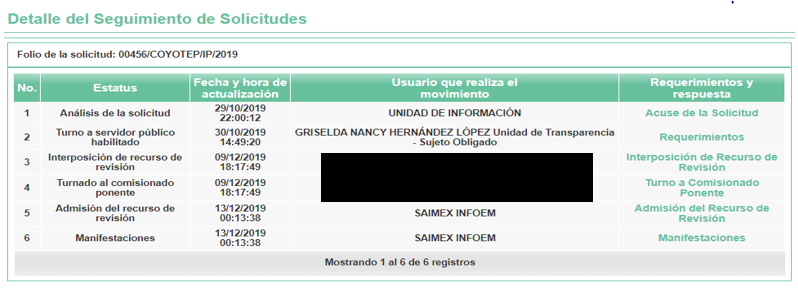 Detalle del Seguimiento de Solicitudes
Folio de la solicitud: 00456/COYOTEP/IP/2019
No. Estatus Fecha y hora de actualización Usuario que realiza el movimiento Requerimientos y respuesta
1 Análisis de la solicitud 29/10/2019 22:00:12 UNIDAD DE INFORMACIÓN Acuse de la Solicitud
2 Turno a servidor público habilitado 30/10/2019 14:49:20 GRISELDA NANCY HERNÁNDEZ LÓPEZ Unidad de Transparencia - Sujeto Obligado Requerimientos
3 Interposición de recurso de revisión 09/12/2019 18:17:49 Interposición de Recurso de Revisión
4 Turnado al comisionado ponente 09/12/2019 18:17:49 Turno a Comisionado Ponente
5 Admisión del recurso de revisión 13/12/2019 00:13:38 SAIMEX INFOEM Admisión del Recurso de Revisión
6 Manifestaciones 13/12/2019 00:13:38 SAIMEX INFOEM Manifestaciones
Mostrando 1 al 6 de 6 registros